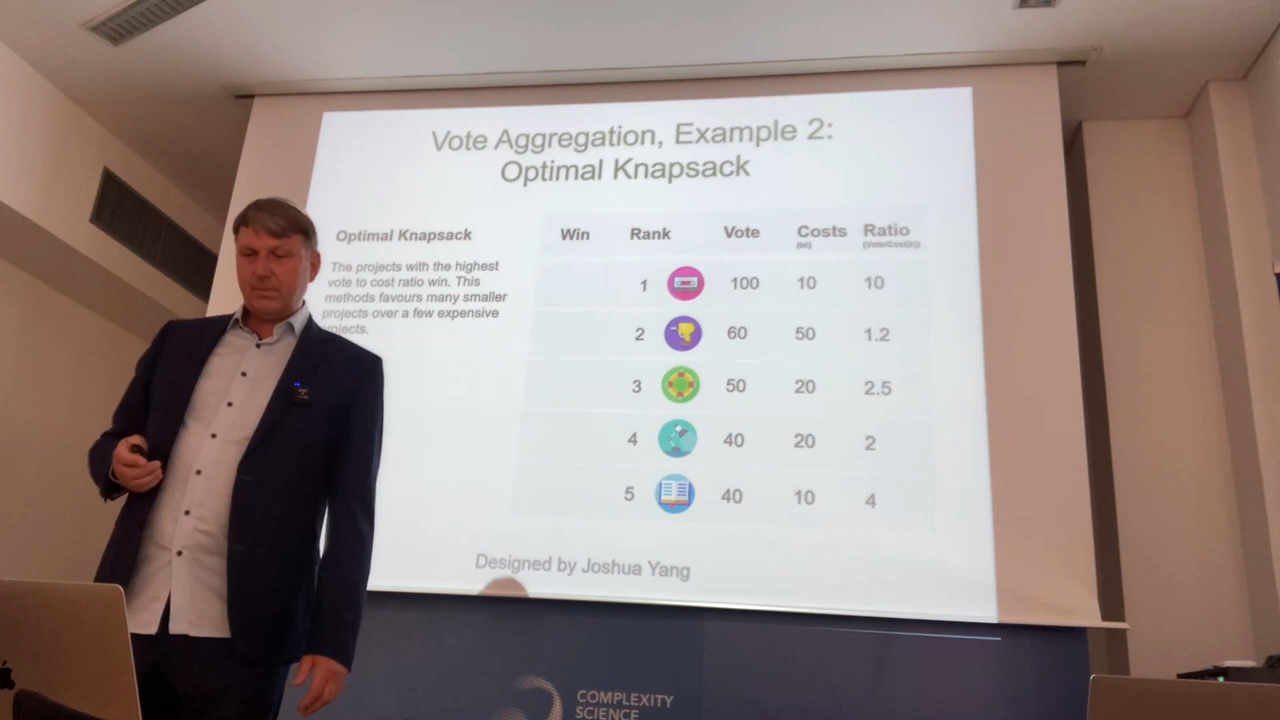 Vote Aggregation, Example 2:
Optimal Knapsack
Optimal Knapsack
The projects with the highest
vote to cost ratio win. This
methods favours many smaller
projects over a few expensive
projects.
Win Rank Vote Costs Ratio
(Vote/Cost(k))
1 100 10 10
2 60 50 1.2
3 50 20 2.5
4 40 20 2
5 40 10 4
Designed by Joshua Yang
COMPLEXITY
SCIENCE